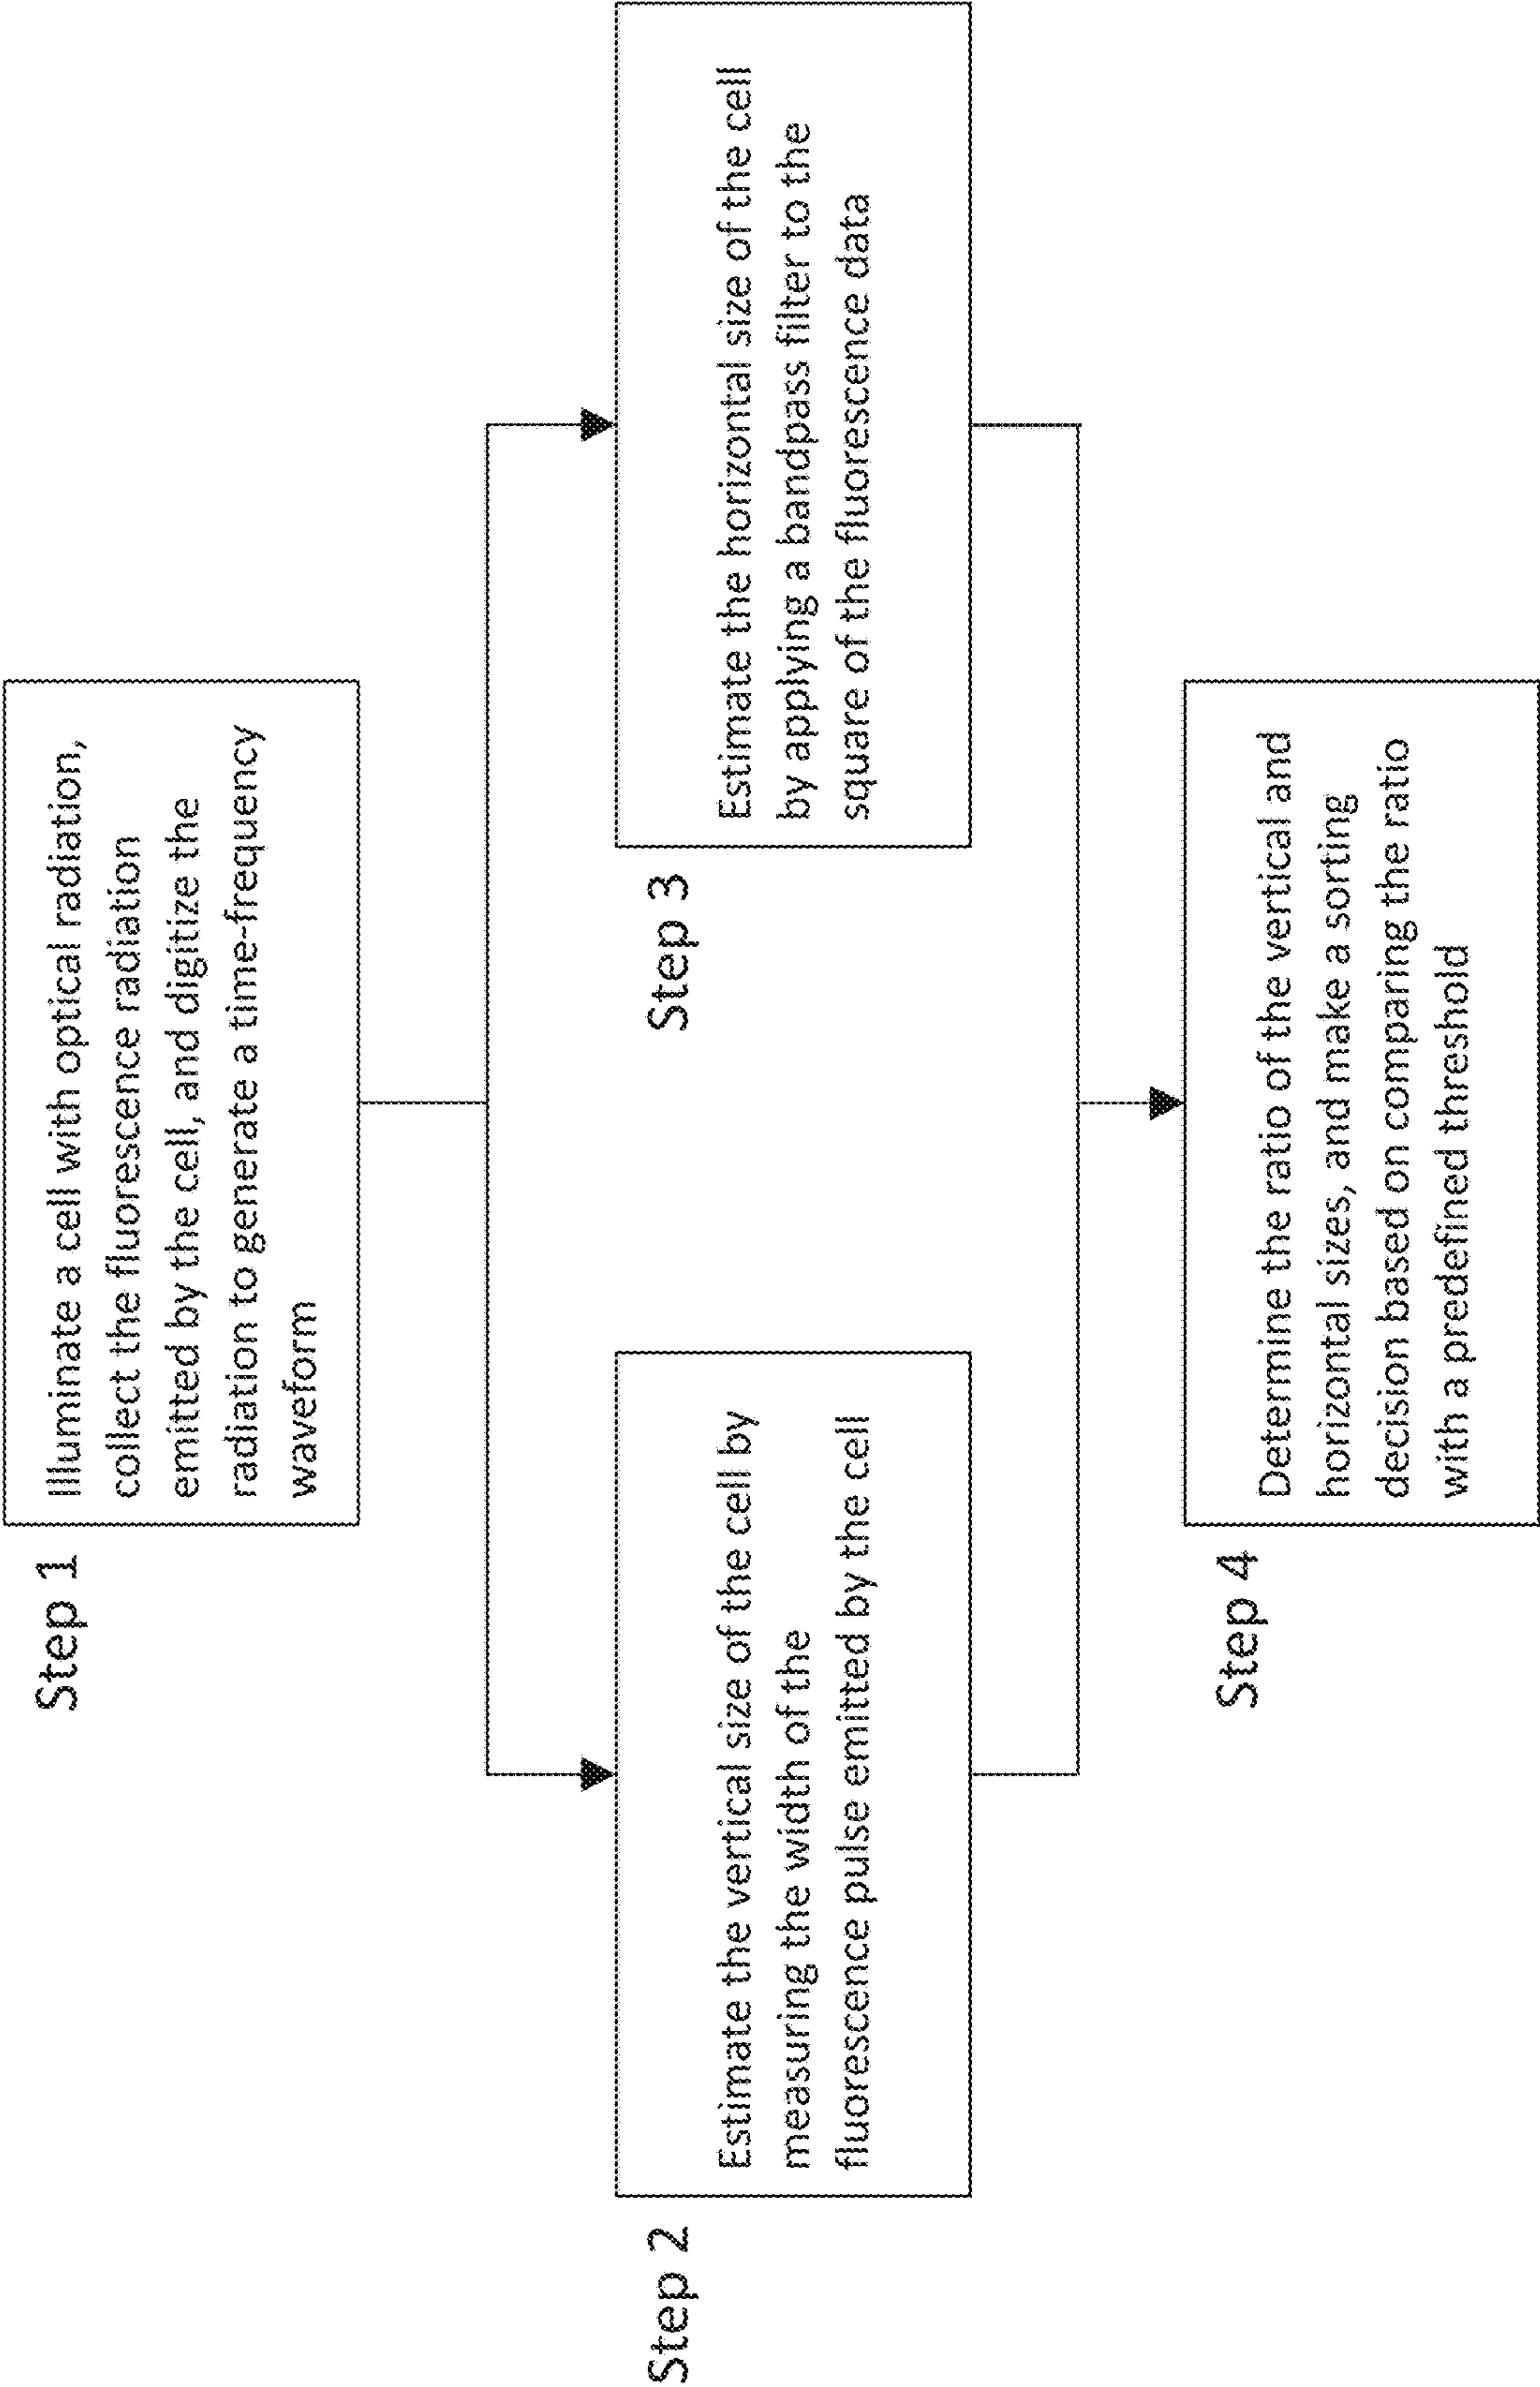 Step 1
Illuminate a cell with optical radiation,
collect the fluorescence radiation
emitted by the cell, and digitize the
radiation to generate a time-frequency
waveform
Step 2
Estimate the vertical size of the cell by
measuring the width of the
fluorescence pulse emitted by the cell
Step 3
Estimate the horizontal size of the cell
by applying a bandpass filter to the
square of the fluorescence data
Step 4
Determine the ratio of the vertical and
horizontal sizes, and make a sorting
decision based on comparing the ratio
with a predefined threshold